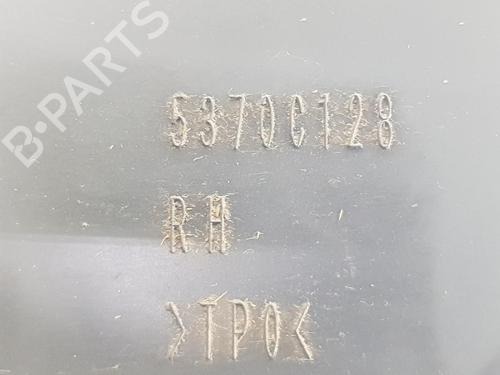 B-PARTS
5370C128
RH
>TPO<